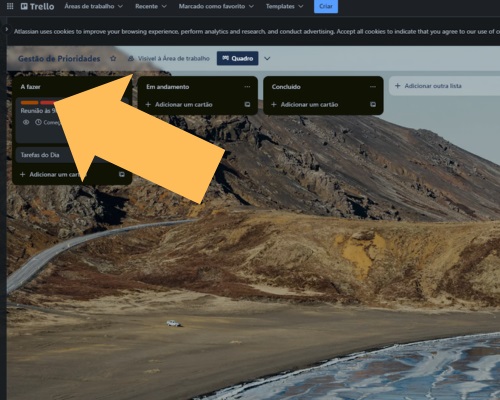 Trello Áreas de trabalho Recente Marcado como favorito Templates Criar
Atlassian uses cookies to improve your browsing experience, perform analytics and research, and conduct advertising. Accept all cookies to indicate that you agree to our use of
Gestão de Prioridades Visível à Área de trabalho Quadro
A fazer
Em andamento
Concluído
+ Adicionar outra lista
+ Adicionar um cartão
+ Adicionar um cartão
Reunião às
Tarefas do Dia
+ Adicionar um